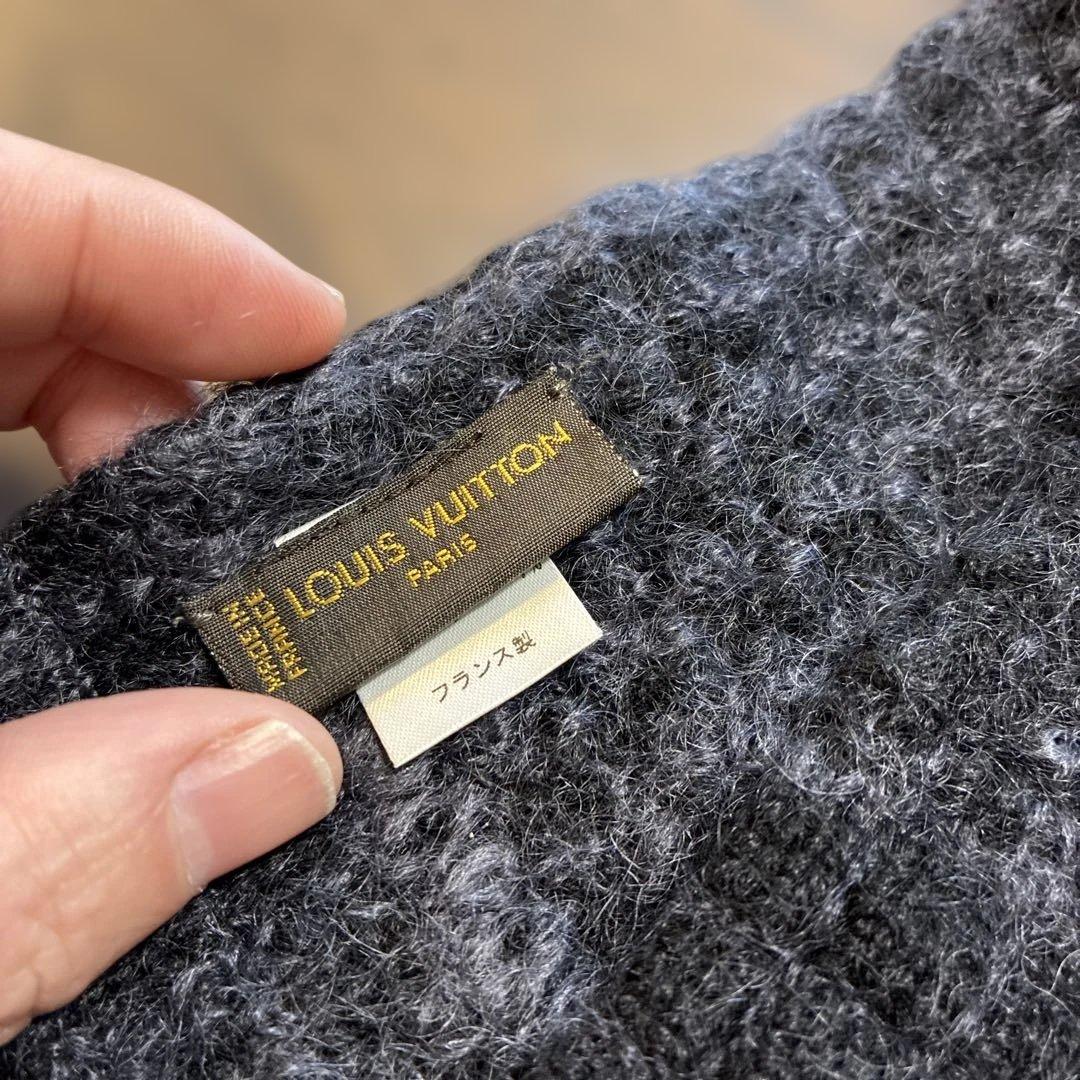 LOUIS VUITTON
PARIS
MADE IN
FRANCE
フランス製